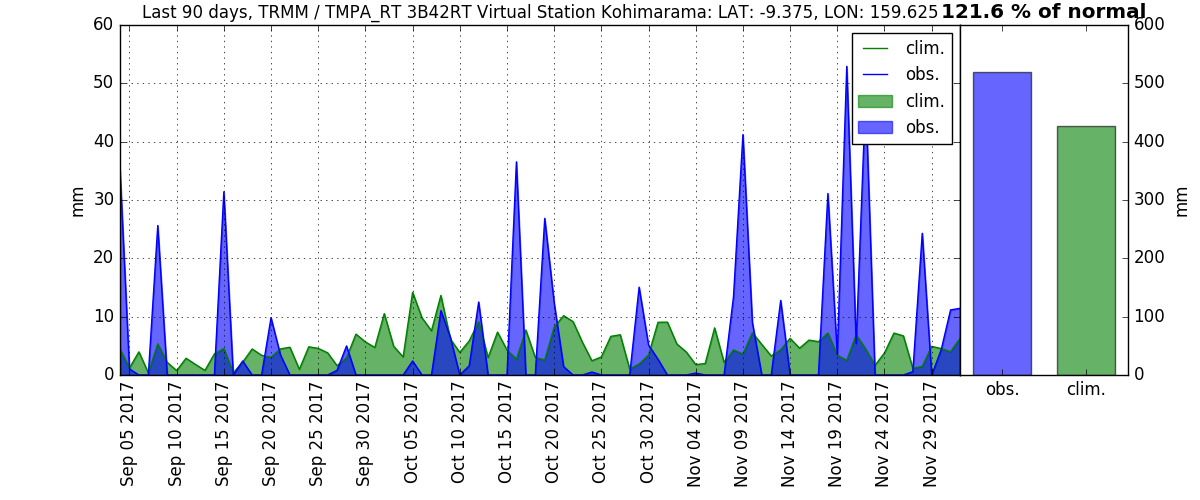 Last 90 days, TRMM / TMPA_RT 3B42RT Virtual Station Kohimarama: LAT: -9.375, LON: 159.625
121.6 % of normal
60
50
40
30
20
10
0
mm
clim.
obs.
clim.
obs.
600
500
400
300
200
100
0
mm
Sep 05 2017
Sep 10 2017
Sep 15 2017
Sep 20 2017
Sep 25 2017
Sep 30 2017
Oct 05 2017
Oct 10 2017
Oct 15 2017
Oct 20 2017
Oct 25 2017
Oct 30 2017
Nov 04 2017
Nov 09 2017
Nov 14 2017
Nov 19 2017
Nov 24 2017
Nov 29 2017
obs.
clim.